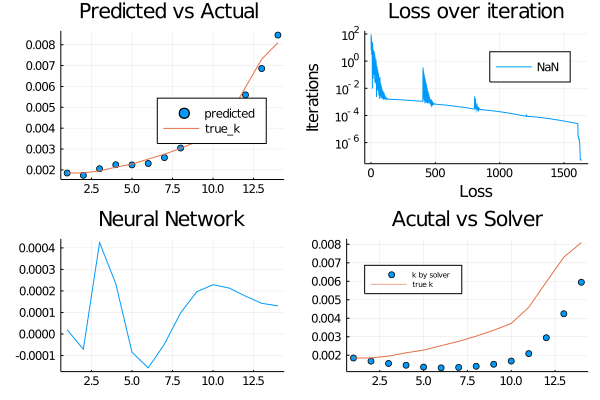 Predicted vs Actual
0.008
0.007
0.006
0.005
0.004
0.003
0.002
predicted
true_k
2.5 5.0 7.5 10.0 12.5
Loss over iteration
Iterations
10^2
10^0
10^-2
10^-4
10^-6
NaN
0 500 1000 1500
Loss
Neural Network
0.0004
0.0003
0.0002
0.0001
0.0000
-0.0001
2.5 5.0 7.5 10.0 12.5
Acutal vs Solver
0.008
0.007
0.006
0.005
0.004
0.003
0.002
k by solver
true k
2.5 5.0 7.5 10.0 12.5